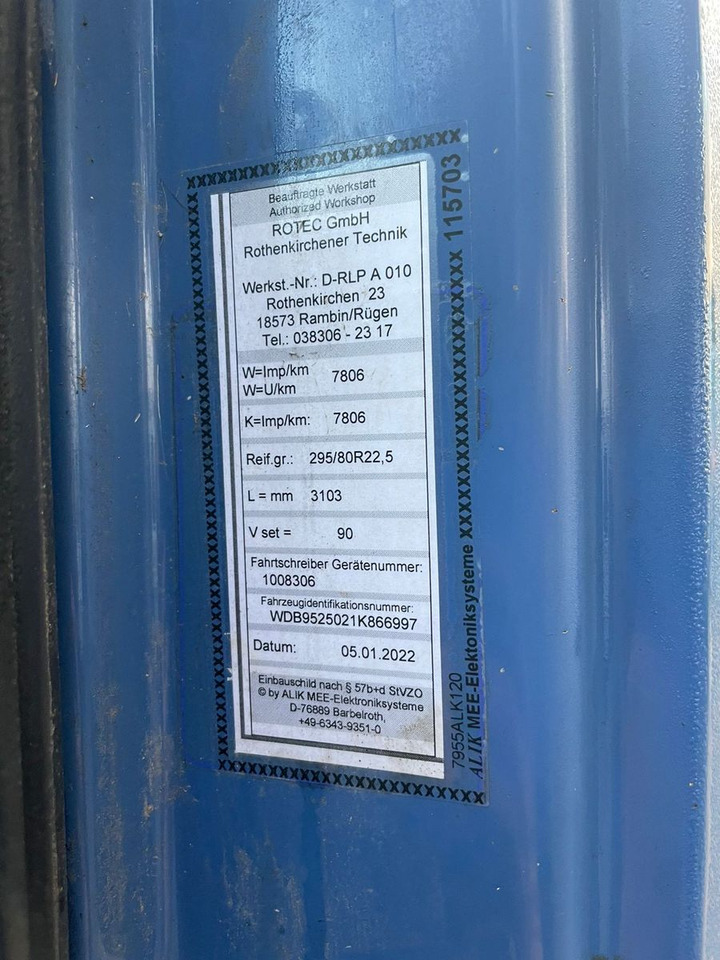 Beauftragte Werkstatt
Authorized Workshop
ROTEC GmbH
Rothenkirchener Technik
Werkst.-Nr.: D-RLP A 010
Rothenkirchen 23
18573 Rambin/Rügen
Tel.: 038306 - 23 17
W=Imp/km
W=U/km
7806
K=Imp/km: 7806
Reif.gr.: 295/80R22,5
L = mm 3103
V set = 90
Fahrtschreiber Gerätenummer:
1008306
Fahrzeugidentifikationsnummer:
WDB9525021K866997
Datum: 05.01.2022
Einbauschild nach § 57b+d StVZO
© by ALIK MEE-Elektroniksysteme
D-76889 Barbelroth,
+49-6343-9351-0
7955ALK120
ALIK MEE-Elektoniksysteme XXXXXXXXXXXXXXXXXXXXXXXXXXX 115703